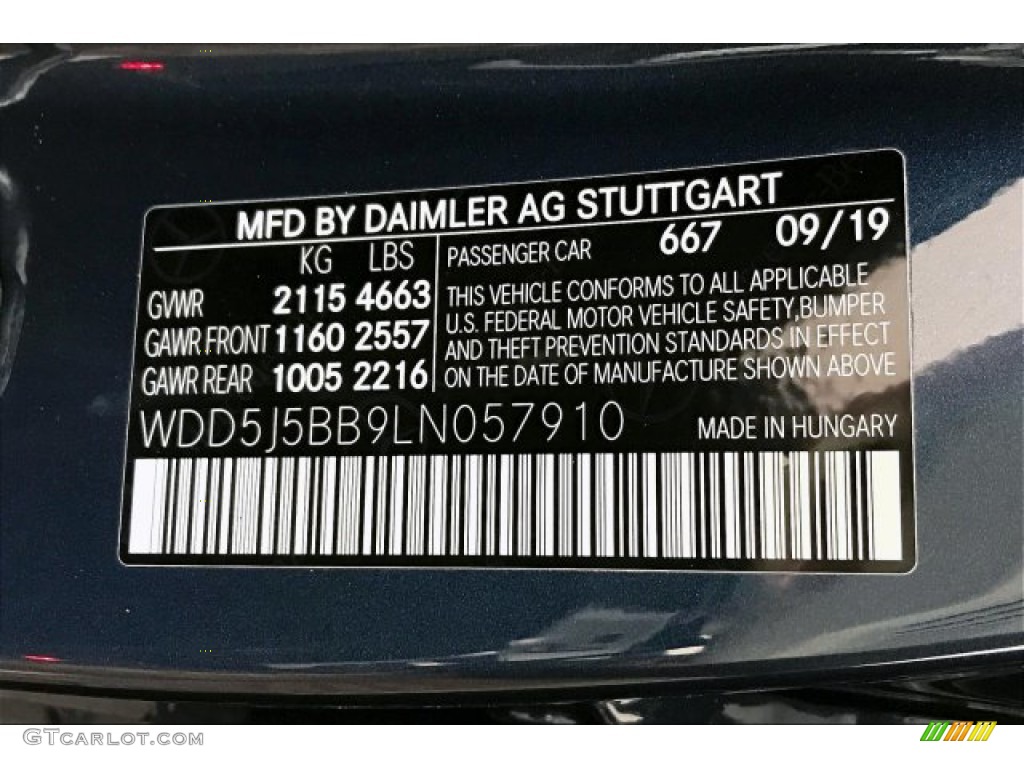 MFD BY DAIMLER AG STUTTGART
KG LBS
PASSENGER CAR 667 09/19
GVWR 2115 4663
GAWR FRONT 1160 2557
GAWR REAR 1005 2216
THIS VEHICLE CONFORMS TO ALL APPLICABLE
U.S. FEDERAL MOTOR VEHICLE SAFETY,BUMPER
AND THEFT PREVENTION STANDARDS IN EFFECT
ON THE DATE OF MANUFACTURE SHOWN ABOVE
WDD5J5BB9LN057910
MADE IN HUNGARY
GTCarlot.com